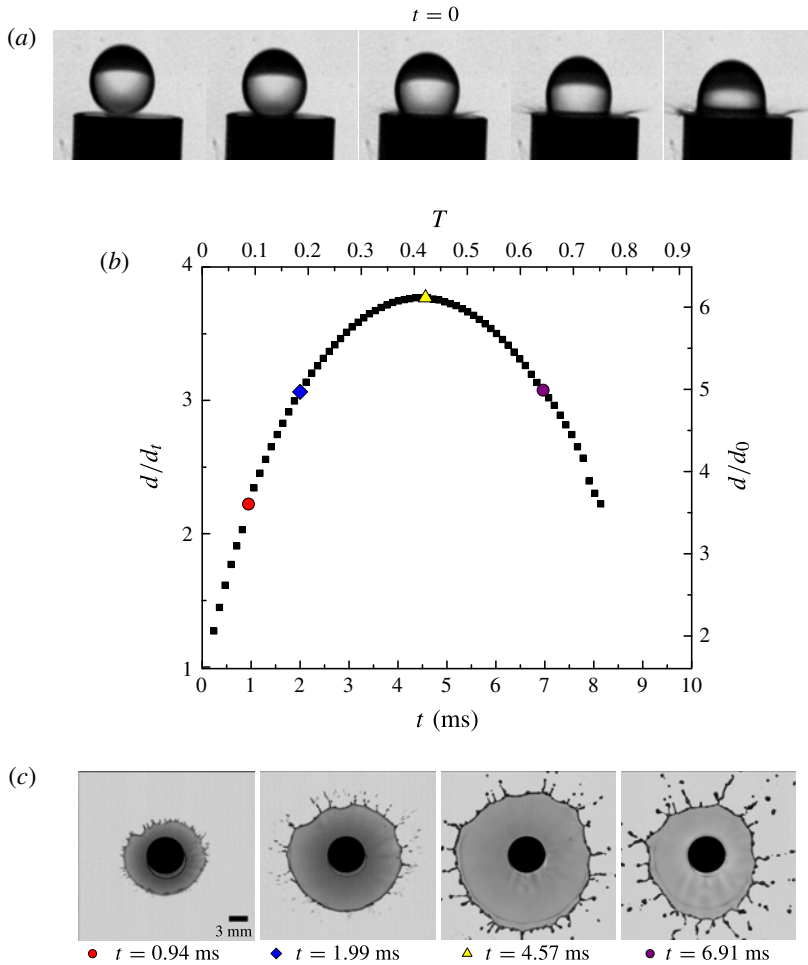 t = 0
(a)
T
(b)
0 0.1 0.2 0.3 0.4 0.5 0.6 0.7 0.8 0.9
4
3
2
1
d/dt
6
5
4
3
2
d/d0
0 1 2 3 4 5 6 7 8 9 10
t (ms)
(c)
3 mm
t = 0.94 ms t = 1.99 ms t = 4.57 ms t = 6.91 ms